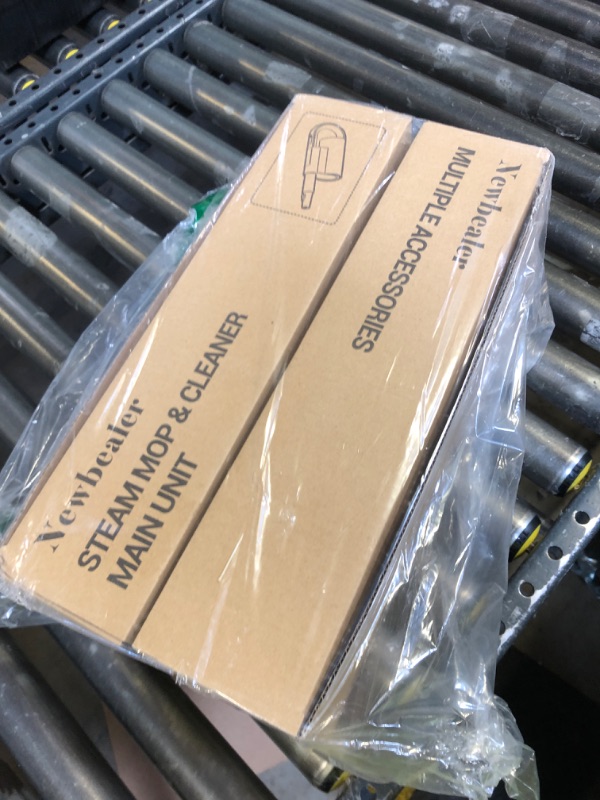 Newbealer
STEAM MOP & CLEANER
MAIN UNIT
Newbealer
MULTIPLE ACCESSORIES